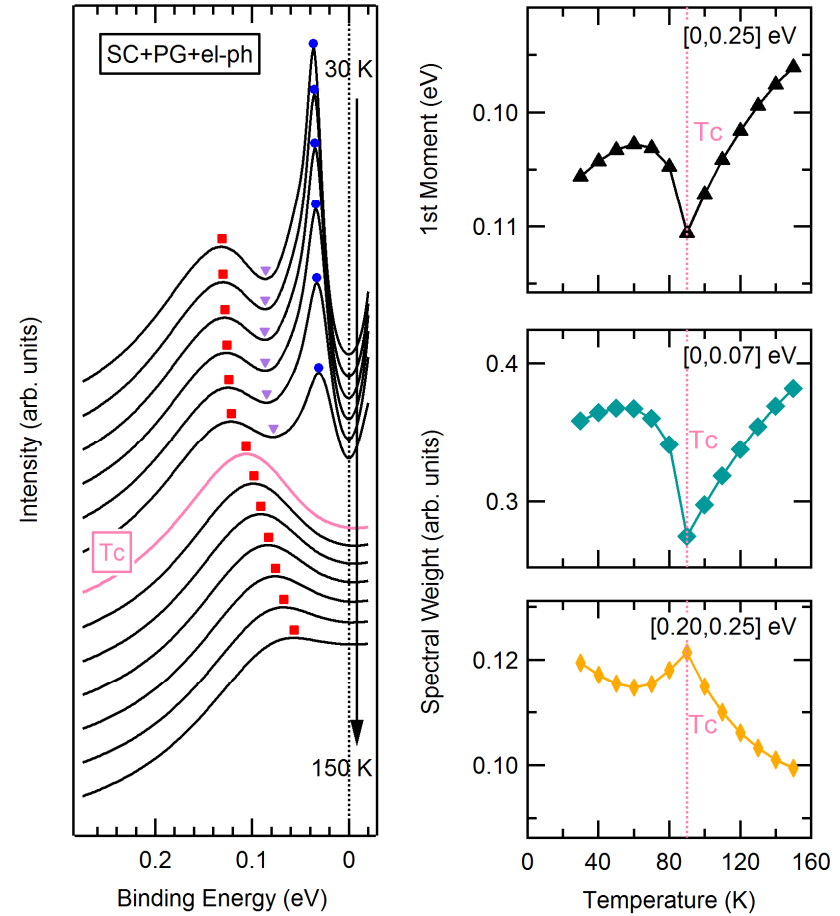 SC+PG+el-ph
30 K
Tc
150 K
Intensity (arb. units)
0.2
0.1
0
Binding Energy (eV)
[0,0.25] eV
Tc
0.10
0.11
1st Moment (eV)
[0,0.07] eV
Tc
0.4
0.3
Spectral Weight (arb. units)
[0.20,0.25] eV
Tc
0.12
0.10
0
40
80
120
160
Temperature (K)